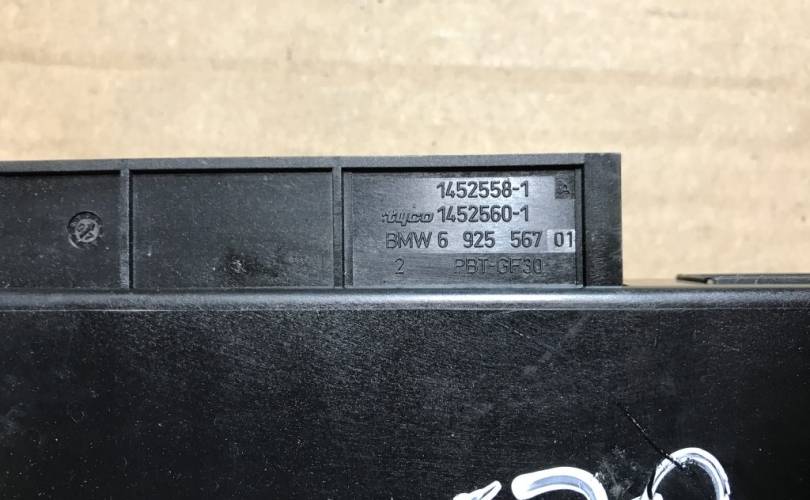 1452558-1 A
tyco 1452560-1
BMW 6 925 567 01
2 PBT-GF30